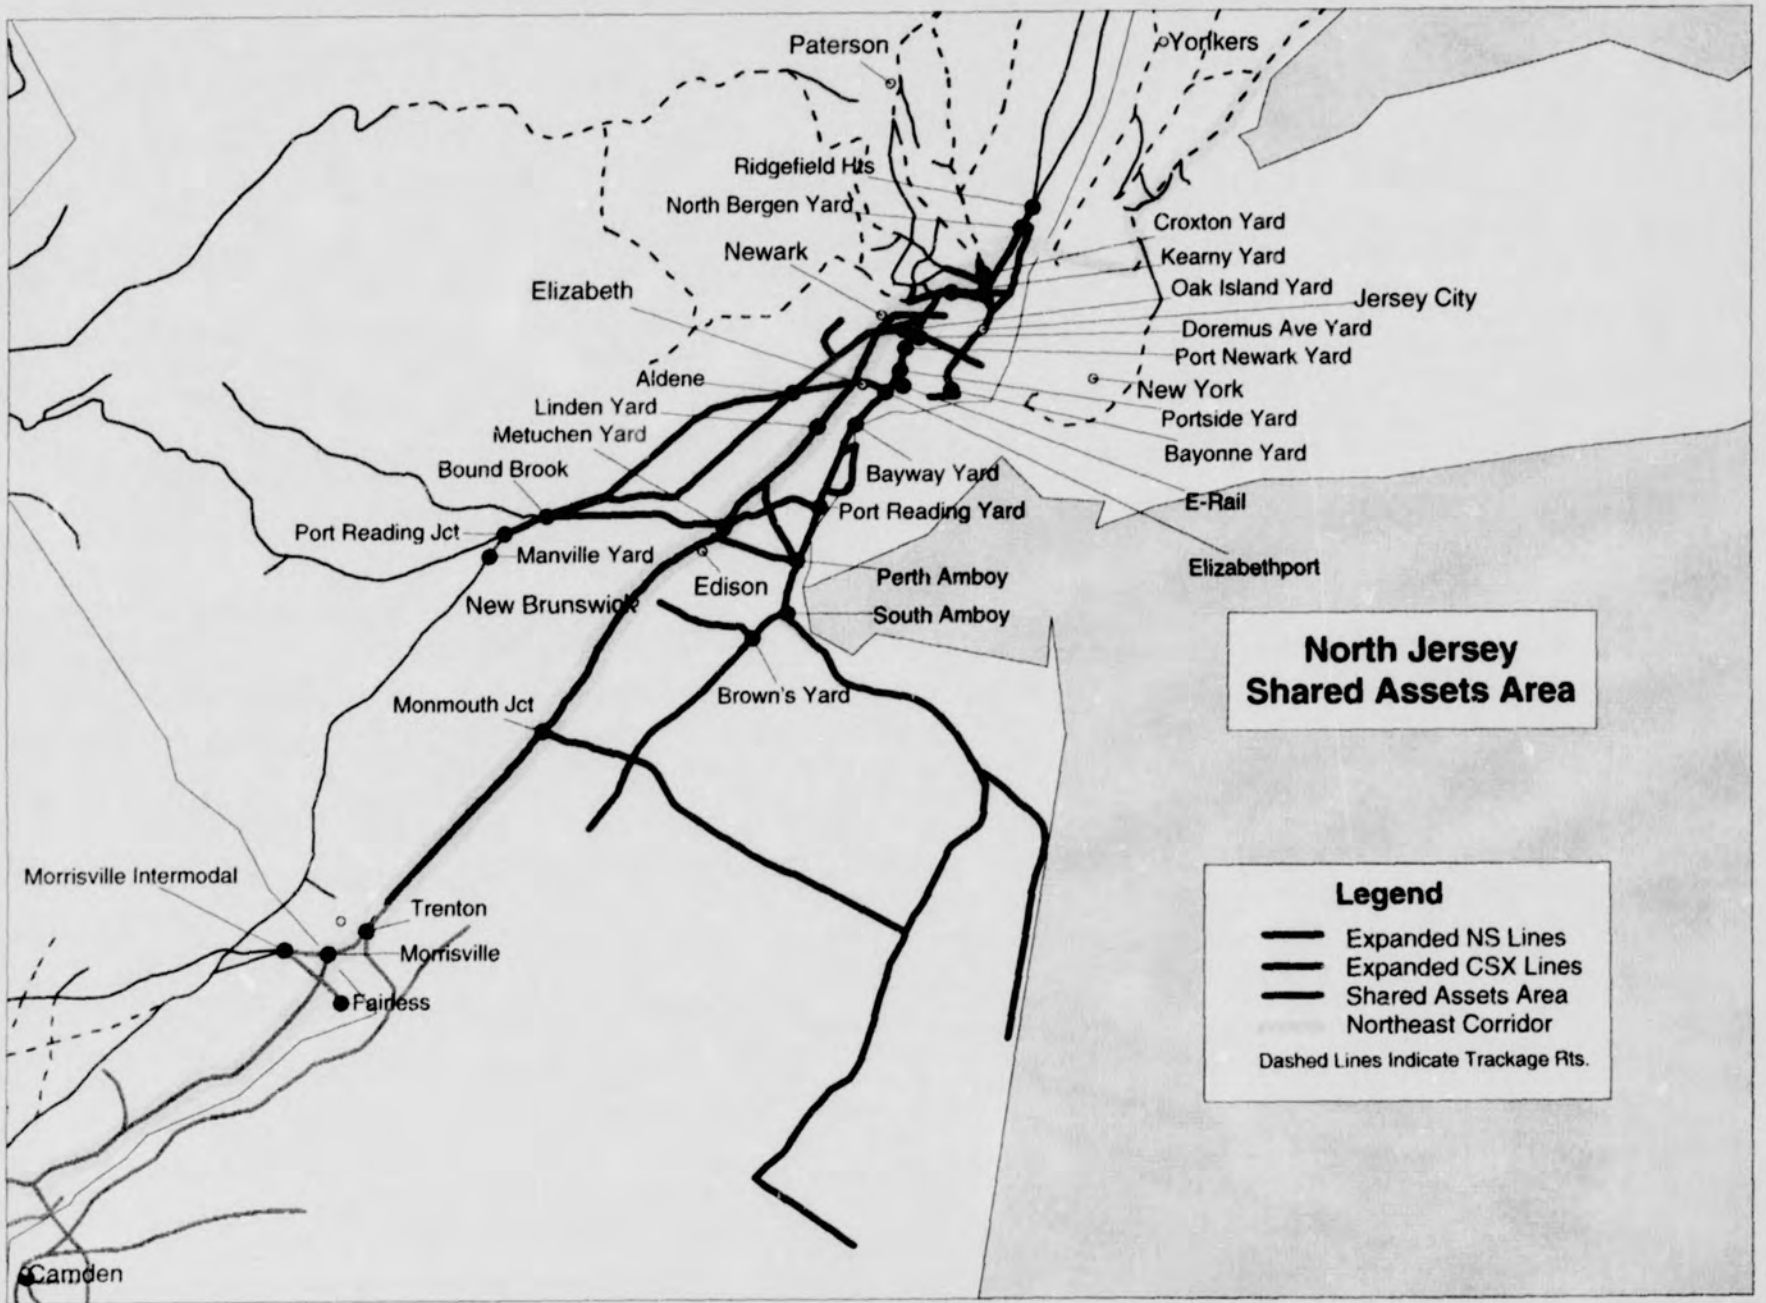 Paterson
Yonkers
Ridgefield Hts
North Bergen Yard
Croxton Yard
Newark
Kearny Yard
Elizabeth
Oak Island Yard
Jersey City
Doremus Ave Yard
Port Newark Yard
Aldene
New York
Linden Yard
Portside Yard
Metuchen Yard
Bayonne Yard
Bound Brook
Bayway Yard
E-Rail
Port Reading Jct
Port Reading Yard
Manville Yard
Elizabethport
Edison
Perth Amboy
New Brunswick
South Amboy
North Jersey
Shared Assets Area
Brown's Yard
Monmouth Jct
Morrisville Intermodal
Trenton
Morrisville
Fairless
Legend
Expanded NS Lines
Expanded CSX Lines
Shared Assets Area
Northeast Corridor
Dashed Lines Indicate Trackage Rts.
Camden